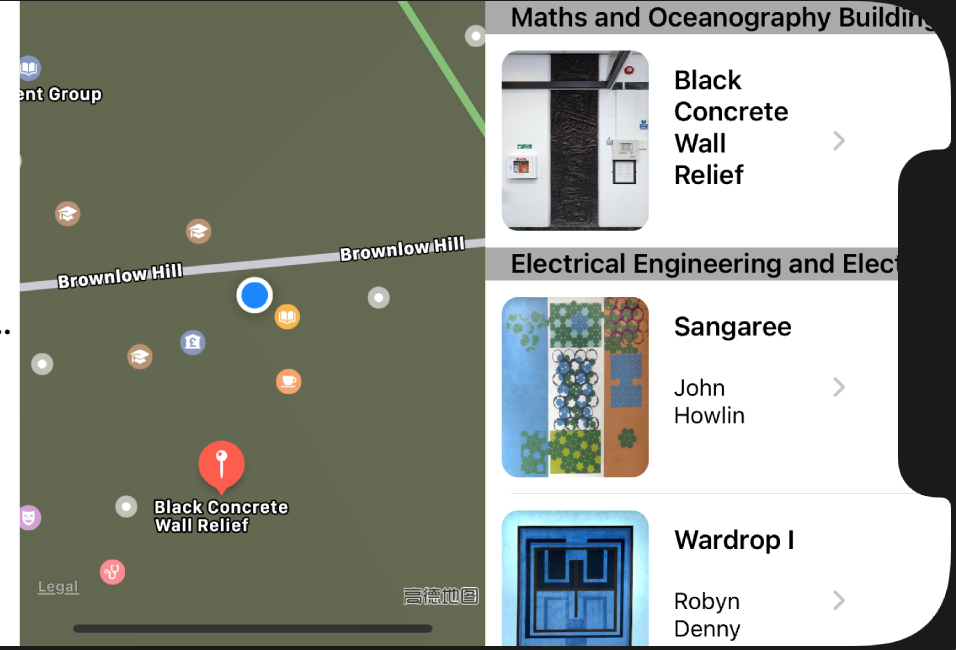 ent Group
Brownlow Hill
Brownlow Hill
..
Black Concrete
Wall Relief
Legal
高德地图
Maths and Oceanography Building
Black
Concrete
Wall
Relief
Electrical Engineering and Elect
Sangaree
John
Howlin
Wardrop I
Robyn
Denny